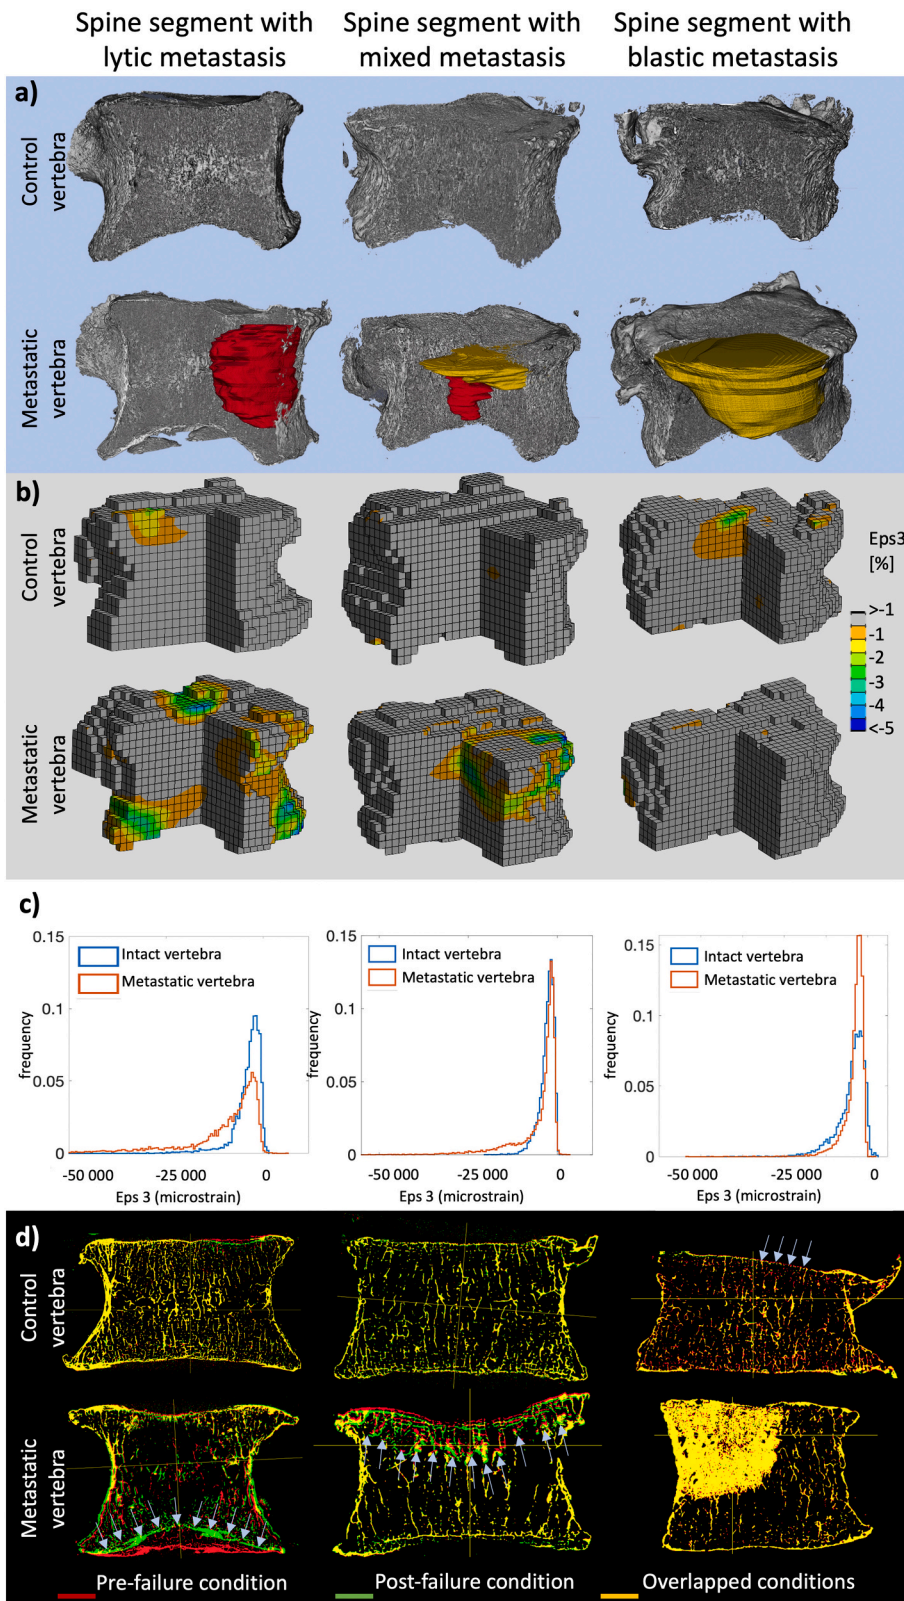 Spine segment with
lytic metastasis
Spine segment with
mixed metastasis
Spine segment with
blastic metastasis
a)
Control
vertebra
Metastatic
vertebra
b)
Control
vertebra
Metastatic
vertebra
Eps3
[%]
>-1
-1
-2
-3
-4
<-5
c)
0.15
0.1
0.05
0
frequency
Intact vertebra
Metastatic vertebra
-50 000
-25 000
0
Eps 3 (microstrain)
0.15
0.1
0.05
0
frequency
Intact vertebra
Metastatic vertebra
-50 000
-25 000
0
Eps 3 (microstrain)
0.15
0.1
0.05
0
frequency
Intact vertebra
Metastatic vertebra
-50 000
-25 000
0
Eps 3 (microstrain)
d)
Control
vertebra
Metastatic
vertebra
Pre-failure condition
Post-failure condition
Overlapped conditions